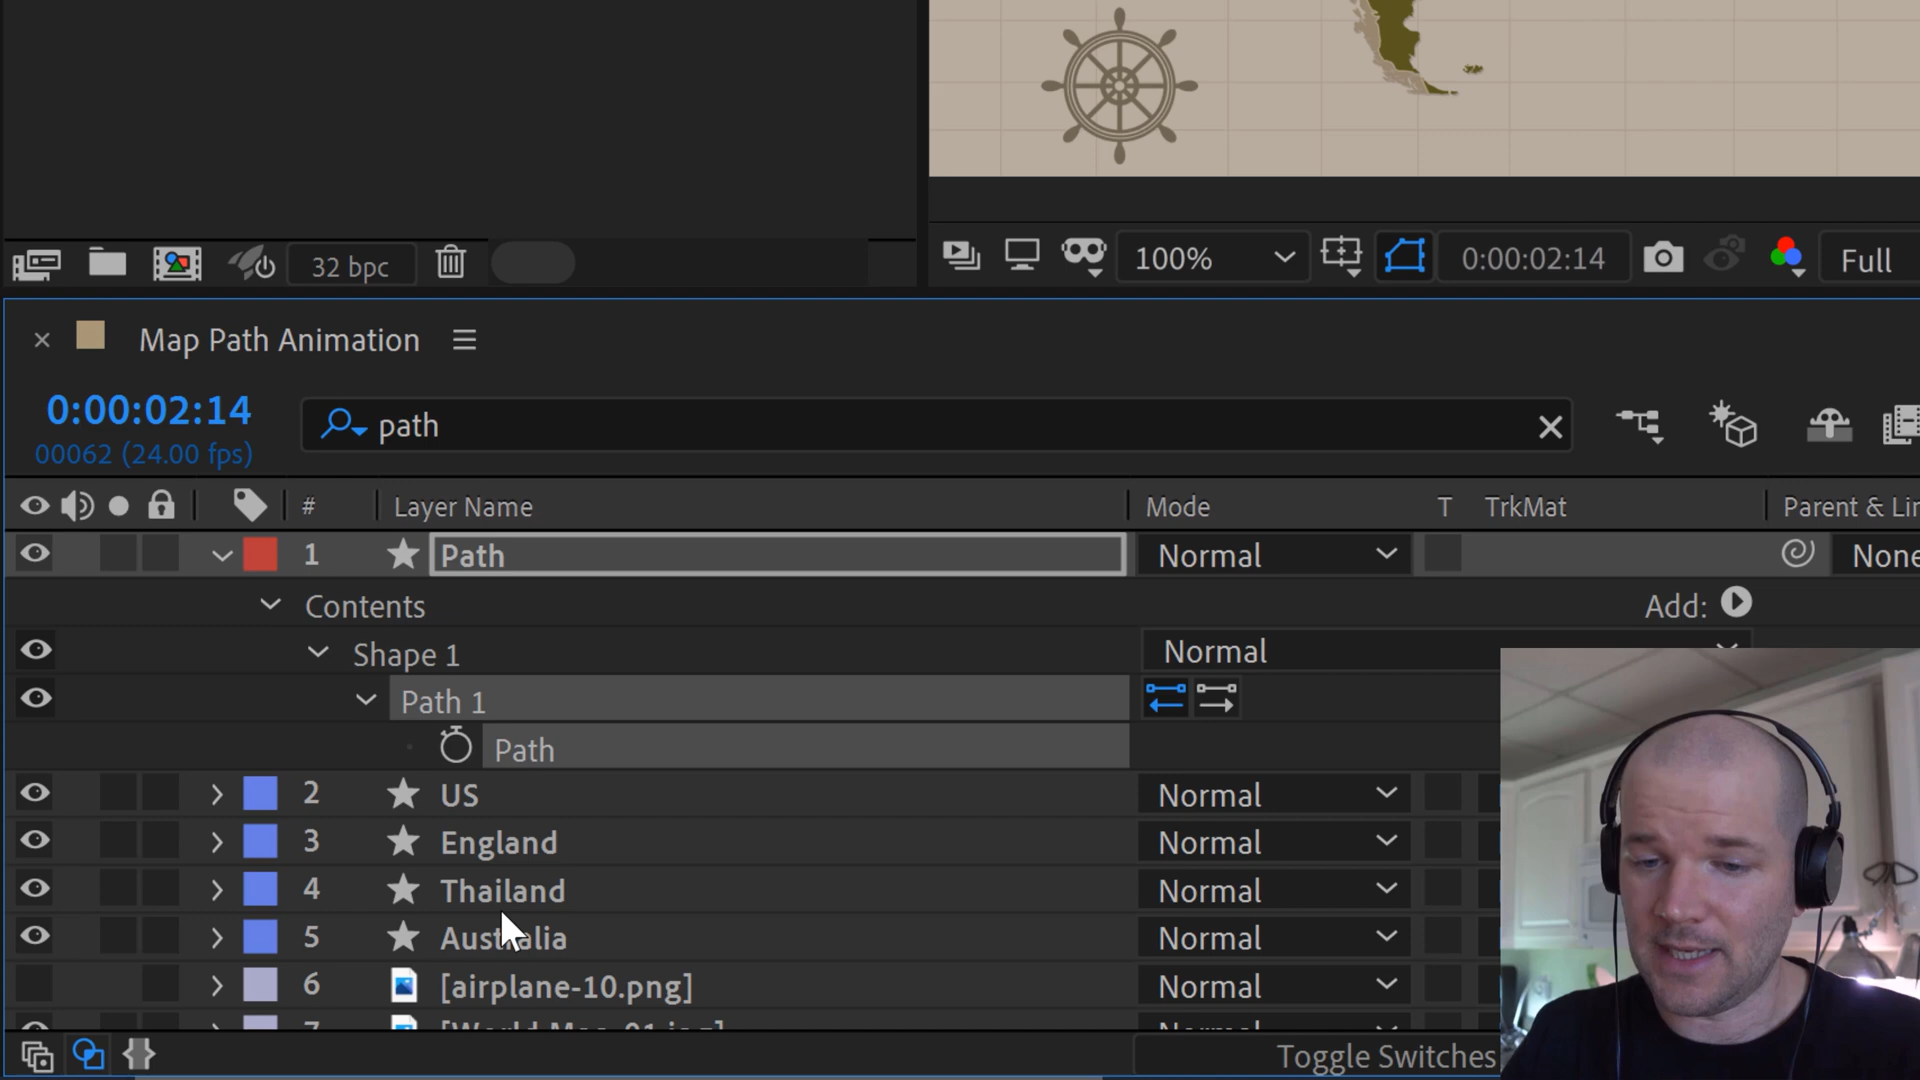 32 bpc
100%
0:00:02:14
Full
Map Path Animation
0:00:02:14
00062 (24.00 fps)
path
# Layer Name Mode T TrkMat Parent & Lin
1 Path Normal None
Contents Add:
Shape 1 Normal
Path 1
Path
2 US Normal
3 England Normal
4 Thailand Normal
5 Australia Normal
6 [airplane-10.png] Normal
Toggle Switches